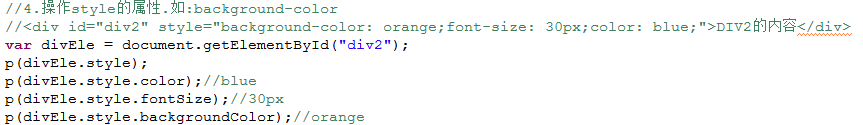 //4.操作style的属性.如:background-color
//<div id="div2" style="background-color: orange;font-size: 30px;color: blue;">DIV2的内容</div>
var divEle = document.getElementById("div2");
p(divEle.style);
p(divEle.style.color);//blue
p(divEle.style.fontSize);//30px
p(divEle.style.backgroundColor);//orange